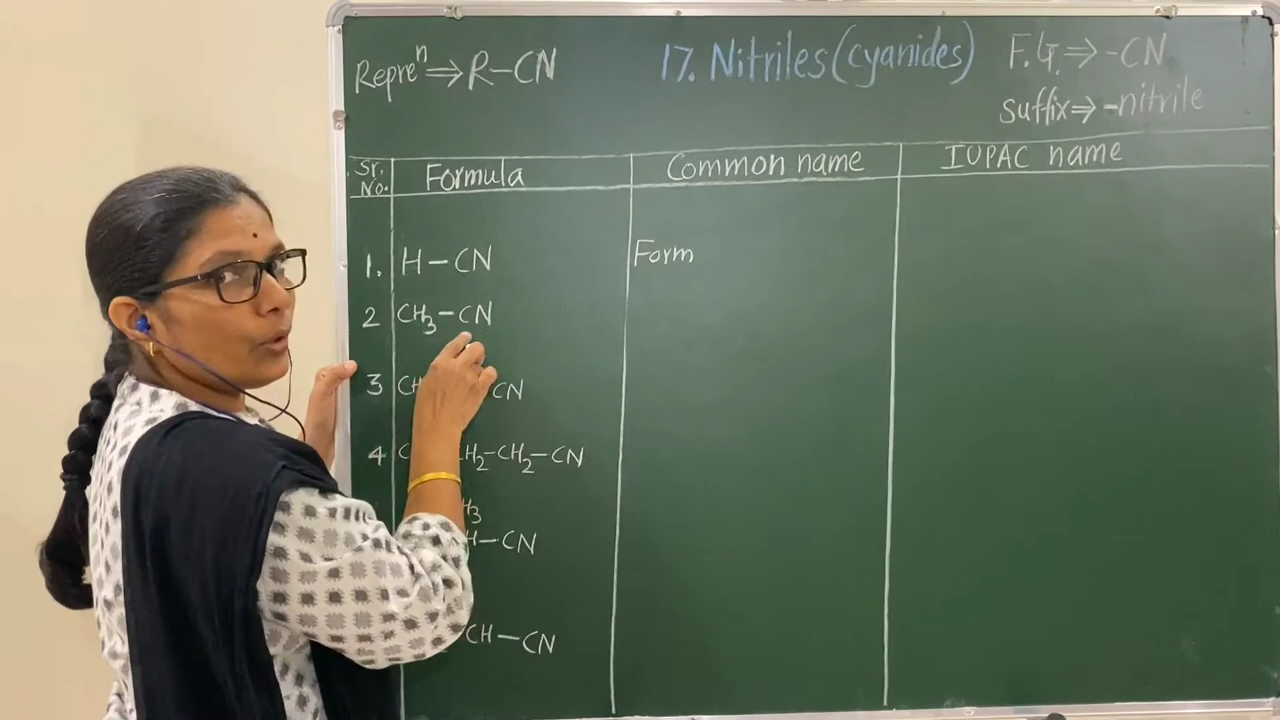 Repreⁿ⇒R–CN
17. Nitriles (cyanides)
F.G. ⇒ -CN
suffix⇒ -nitrile
Sr. No.
Formula
Common name
IUPAC name
1. H–CN
Form
2 CH₃–CN
3 CH CN
4 C H₂–CH₂–CN
H₃
H–CN
CH–CN